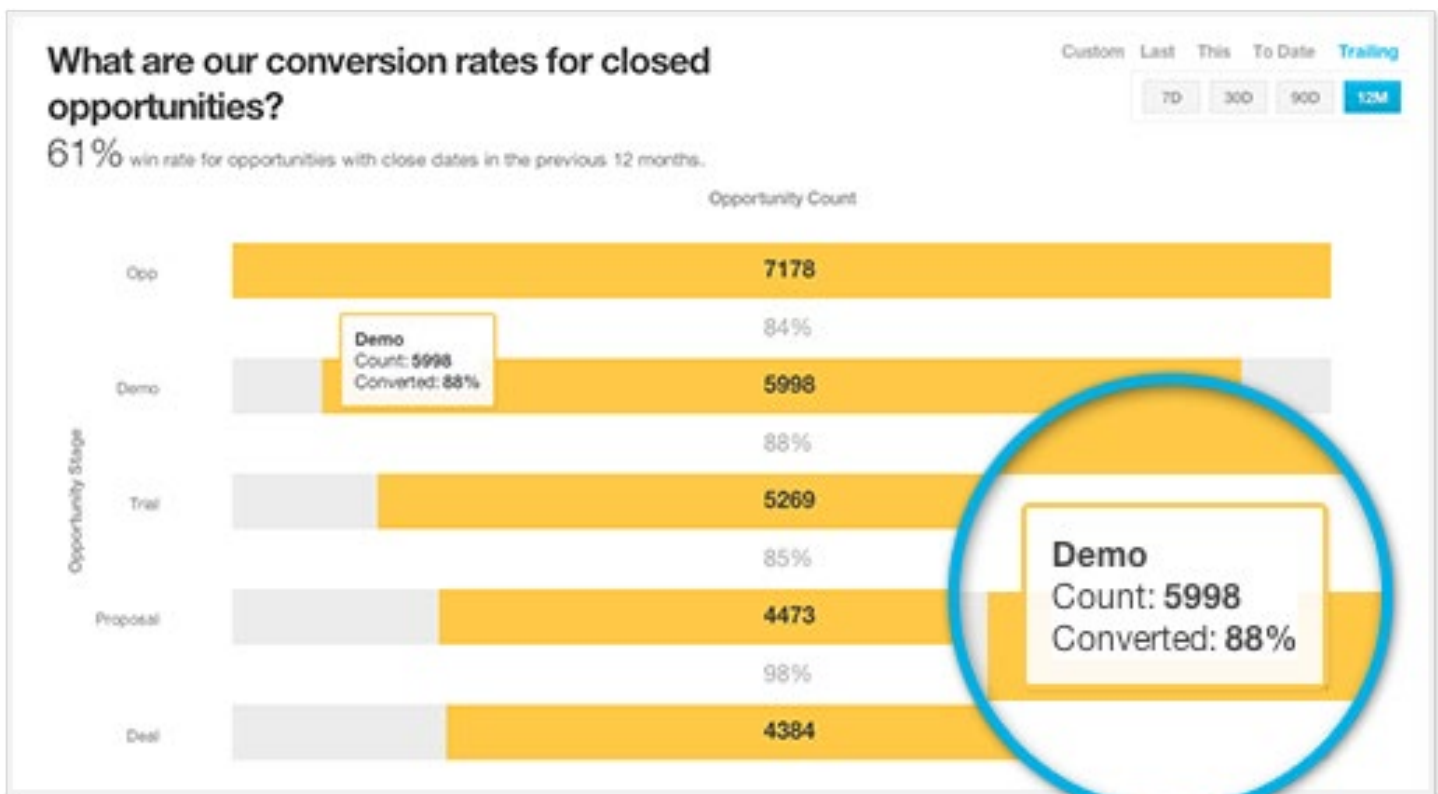 What are our conversion rates for closed
opportunities?
61% win rate for opportunities with close dates in the previous 12 months.
Custom Last This To Date Trailing
7D 30D 90D 12M
Opportunity Count
Opportunity Stage
Opp
7178
84%
Demo
Count: 5998
Converted: 88%
Demo
5998
88%
Trial
5269
85%
Proposal
4473
98%
Deal
4384
Demo
Count: 5998
Converted: 88%